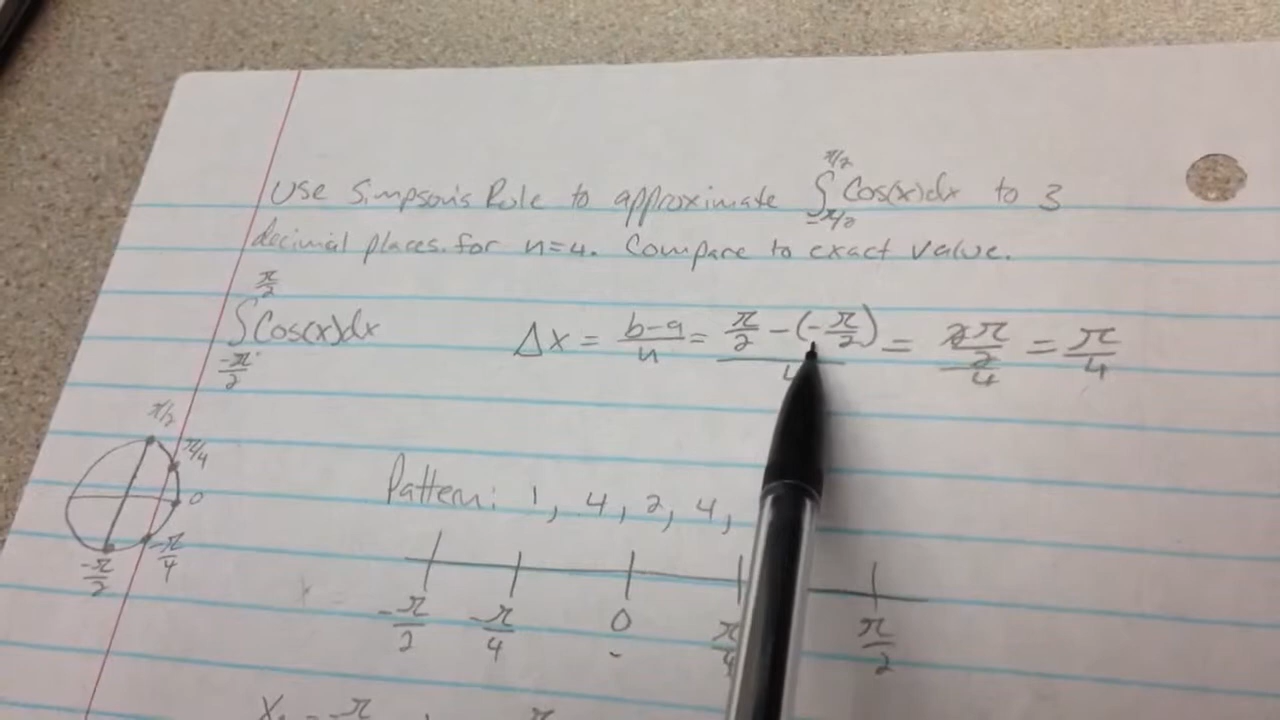 Use Simpson's Rule to approximate ∫_{-π/2}^{π/2} Cos(x)dx to 3
decimal places for n=4. Compare to exact value.
∫_{-π/2}^{π/2} Cos(x)dx
Δx = (b-a)/n = (π/2 - (-π/2))/4 = (2π/2)/4 = π/4
π/2
π/4
0
-π/4
-π/2
Pattern: 1, 4, 2, 4,
-π/2 -π/4 0 π/4 π/2